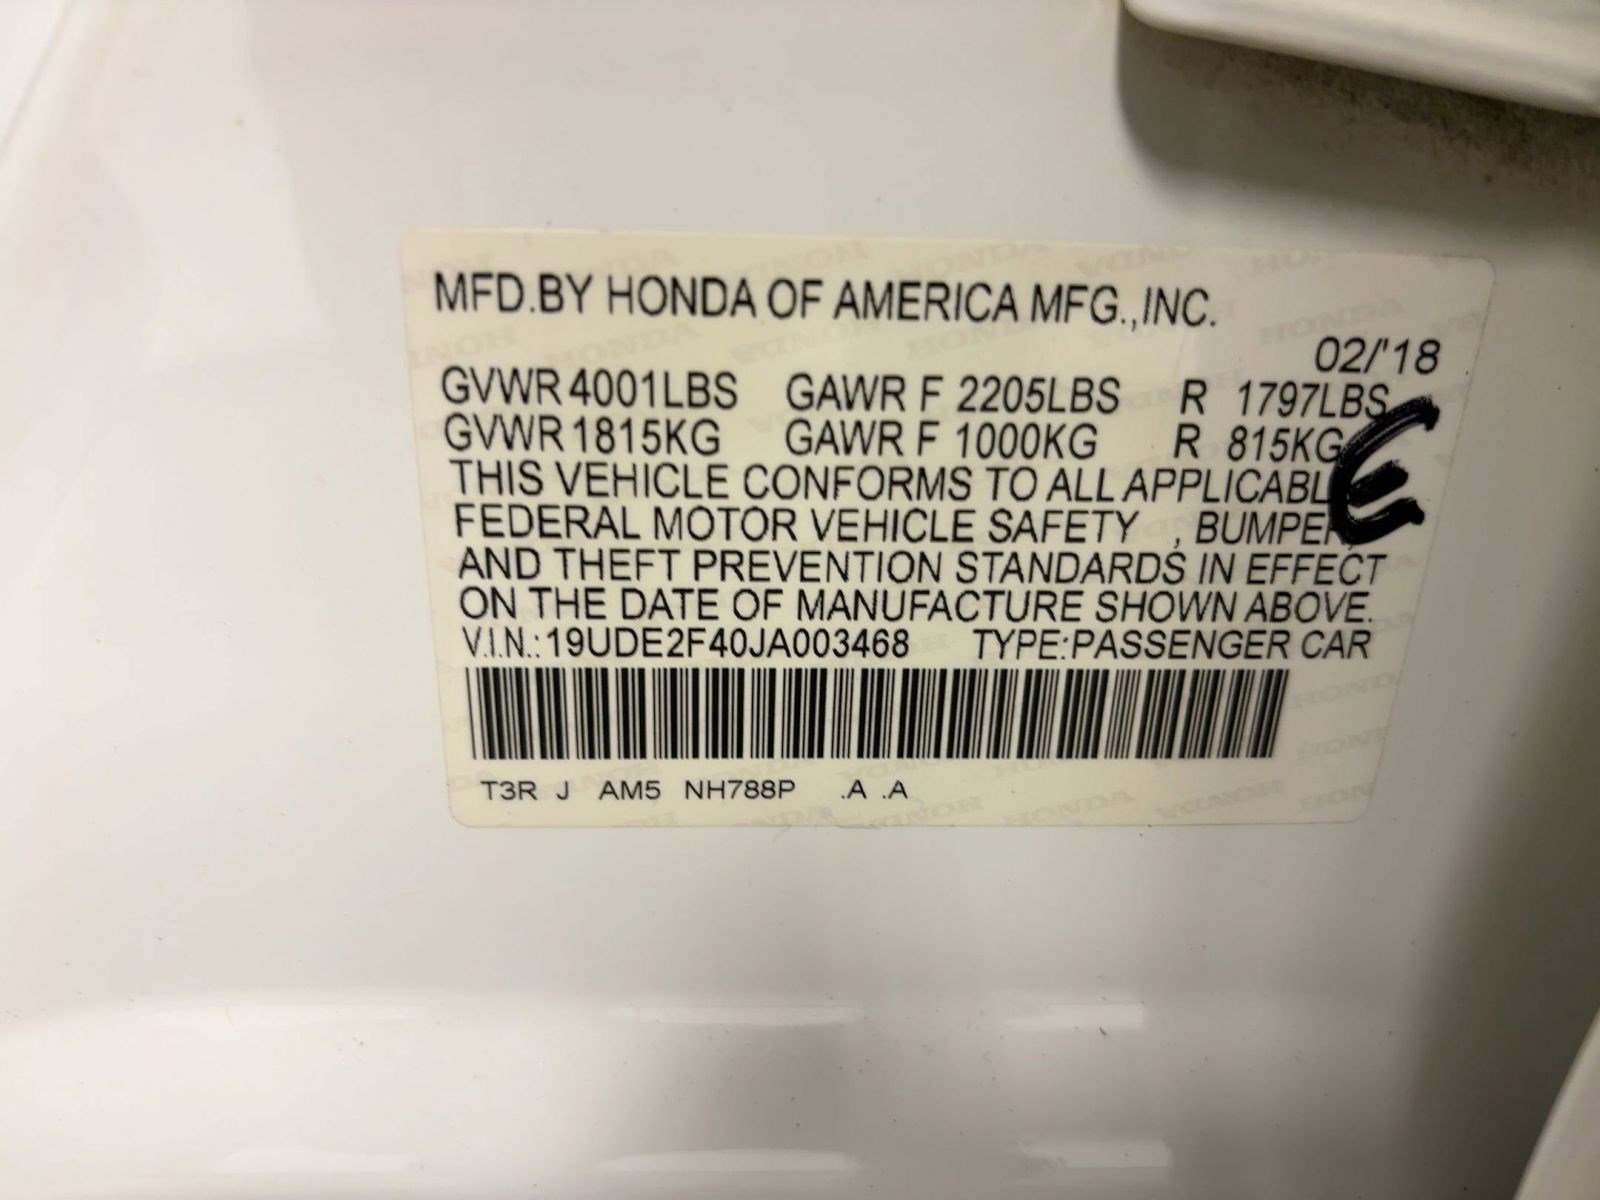 MFD.BY HONDA OF AMERICA MFG.,INC.
02/'18
GVWR 4001LBS GAWR F 2205LBS R 1797LBS
GVWR 1815KG GAWR F 1000KG R 815KG
THIS VEHICLE CONFORMS TO ALL APPLICABLE
FEDERAL MOTOR VEHICLE SAFETY , BUMPER,
AND THEFT PREVENTION STANDARDS IN EFFECT
ON THE DATE OF MANUFACTURE SHOWN ABOVE.
V.I.N.:19UDE2F40JA003468 TYPE:PASSENGER CAR
T3R J AM5 NH788P .A .A